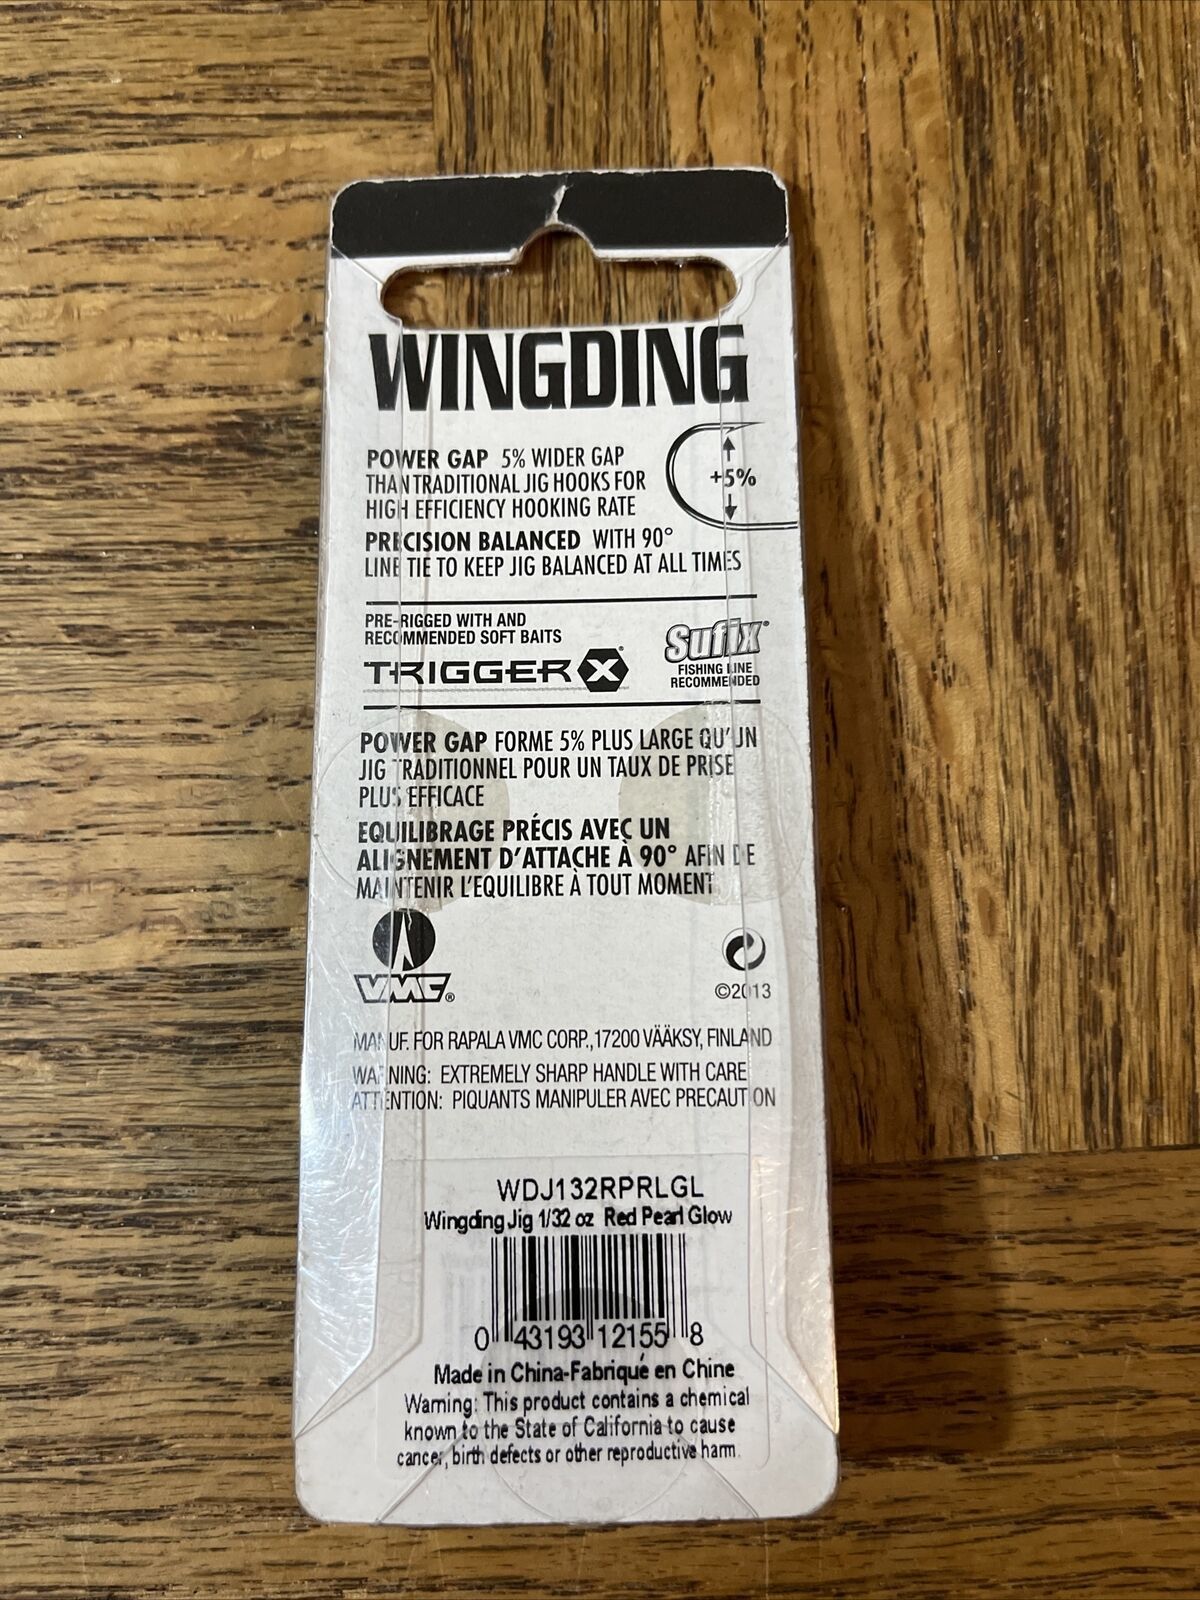 WINGDING
POWER GAP 5% WIDER GAP
THAN TRADITIONAL JIG HOOKS FOR
HIGH EFFICIENCY HOOKING RATE
+5%
PRECISION BALANCED WITH 90°
LINE TIE TO KEEP JIG BALANCED AT ALL TIMES
PRE-RIGGED WITH AND
RECOMMENDED SOFT BAITS
TRIGGER X®
Sufix®
FISHING LINE
RECOMMENDED
POWER GAP FORME 5% PLUS LARGE QU'UN
JIG TRADITIONNEL POUR UN TAUX DE PRISE
PLUS EFFICACE
EQUILIBRAGE PRÉCIS AVEC UN
ALIGNEMENT D'ATTACHE À 90° AFIN DE
MAINTENIR L'EQUILIBRE À TOUT MOMENT
VMC®
©2013
MANUF. FOR RAPALA VMC CORP., 17200 VÄÄKSY, FINLAND
WARNING: EXTREMELY SHARP HANDLE WITH CARE
ATTENTION: PIQUANTS MANIPULER AVEC PRECAUTION
WDJ132RPRLGL
Wingding Jig 1/32 oz Red Pearl Glow
0 43193 12155 8
Made in China-Fabriqué en Chine
Warning: This product contains a chemical
known to the State of California to cause
cancer, birth defects or other reproductive harm.